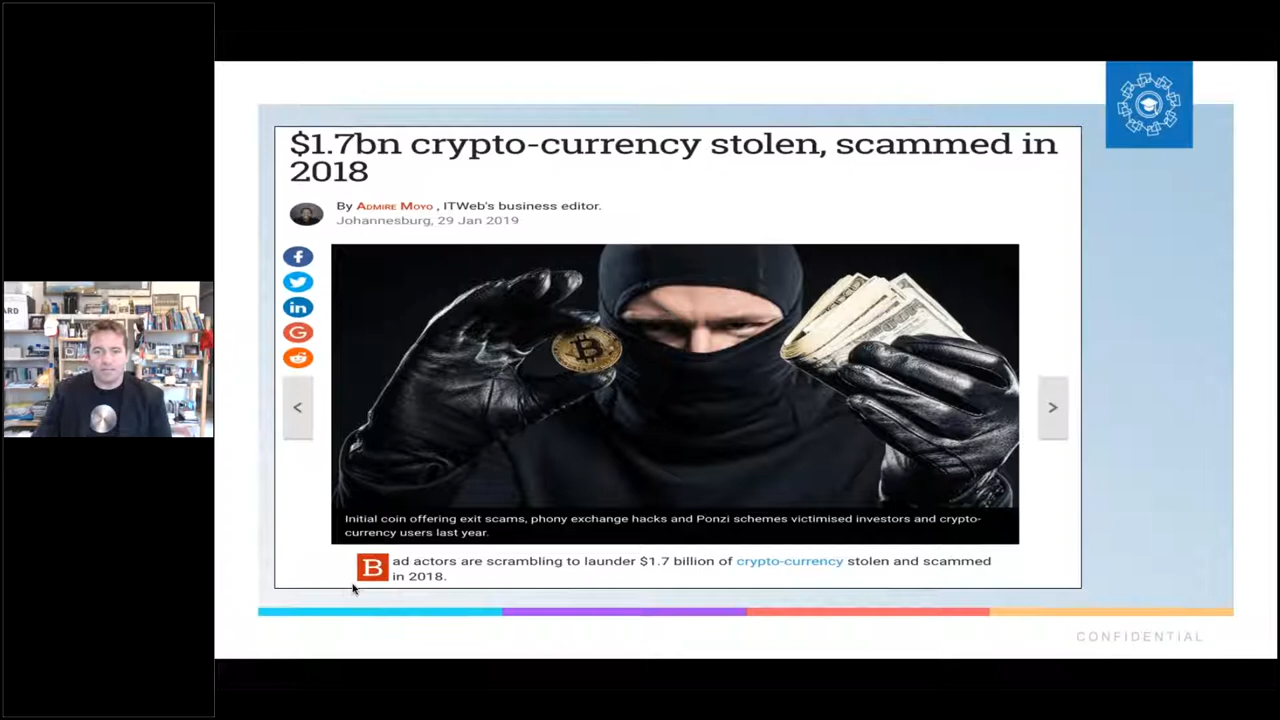 $1.7bn crypto-currency stolen, scammed in
2018
By ADMIRE MOYO , ITWeb's business editor.
Johannesburg, 29 Jan 2019
Initial coin offering exit scams, phony exchange hacks and Ponzi schemes victimised investors and crypto-
currency users last year.
Bad actors are scrambling to launder $1.7 billion of crypto-currency stolen and scammed
in 2018.
CONFIDENTIAL